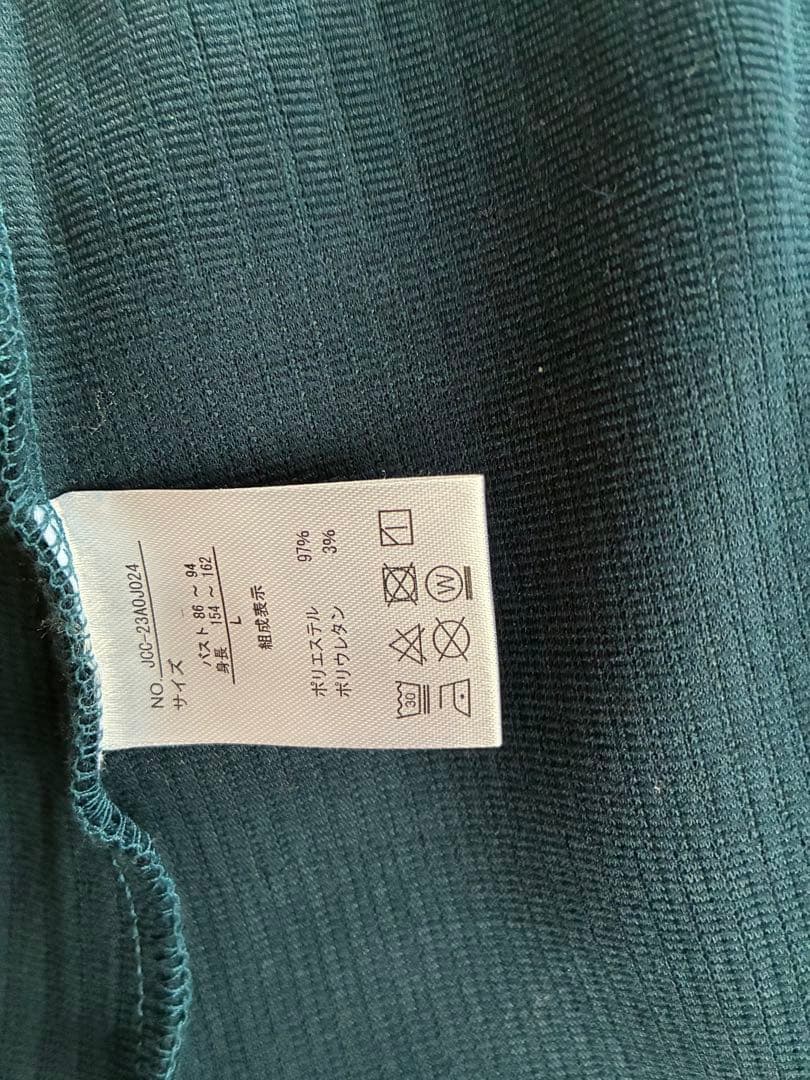 NO. JCC-23A0J024
サイズ
バスト 86 ~ 94
身長 154 ~ 162
L
組成表示
ポリエステル 97%
ポリウレタン 3%
30
W